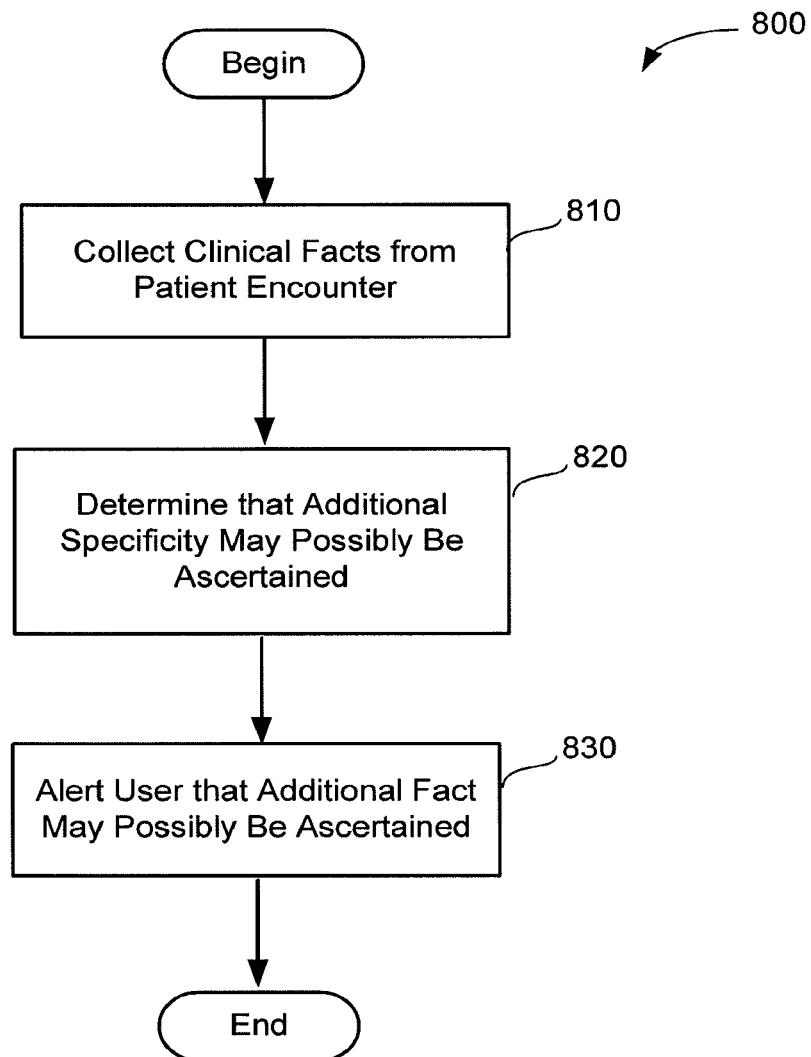 800
Begin
810
Collect Clinical Facts from
Patient Encounter
820
Determine that Additional
Specificity May Possibly Be
Ascertained
830
Alert User that Additional Fact
May Possibly Be Ascertained
End